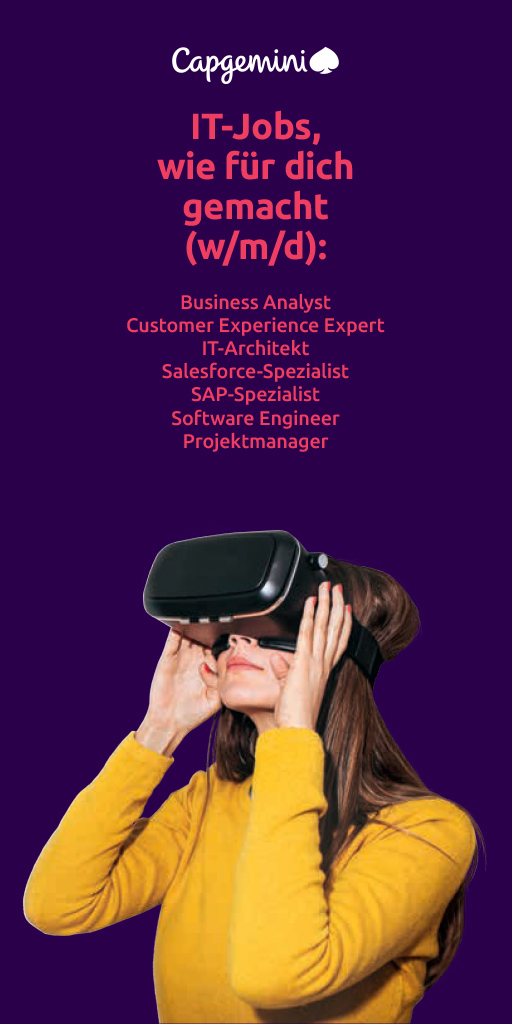 Capgemini
IT-Jobs,
wie für dich
gemacht
(w/m/d):
Business Analyst
Customer Experience Expert
IT-Architekt
Salesforce-Spezialist
SAP-Spezialist
Software Engineer
Projektmanager